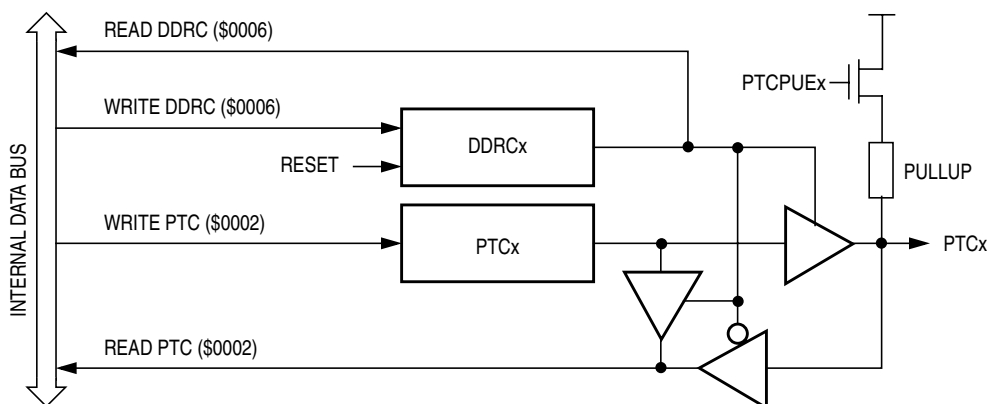 READ DDRC ($0006)
PTCPUEx
WRITE DDRC ($0006)
DDRCx
RESET
PULLUP
WRITE PTC ($0002)
PTCx
PTCx
INTERNAL DATA BUS
READ PTC ($0002)